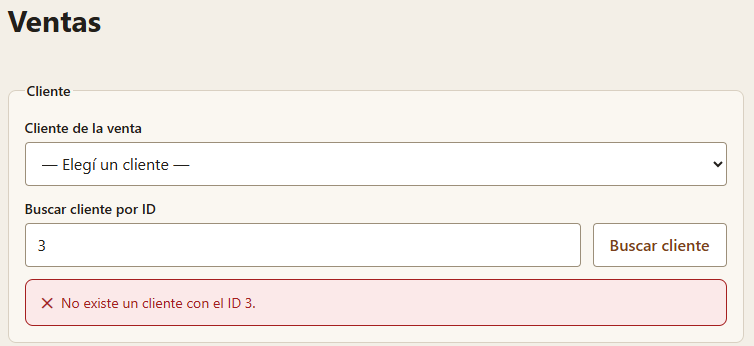 Ventas
Cliente
Cliente de la venta
— Elegí un cliente —
Buscar cliente por ID
3
Buscar cliente
✕ No existe un cliente con el ID 3.